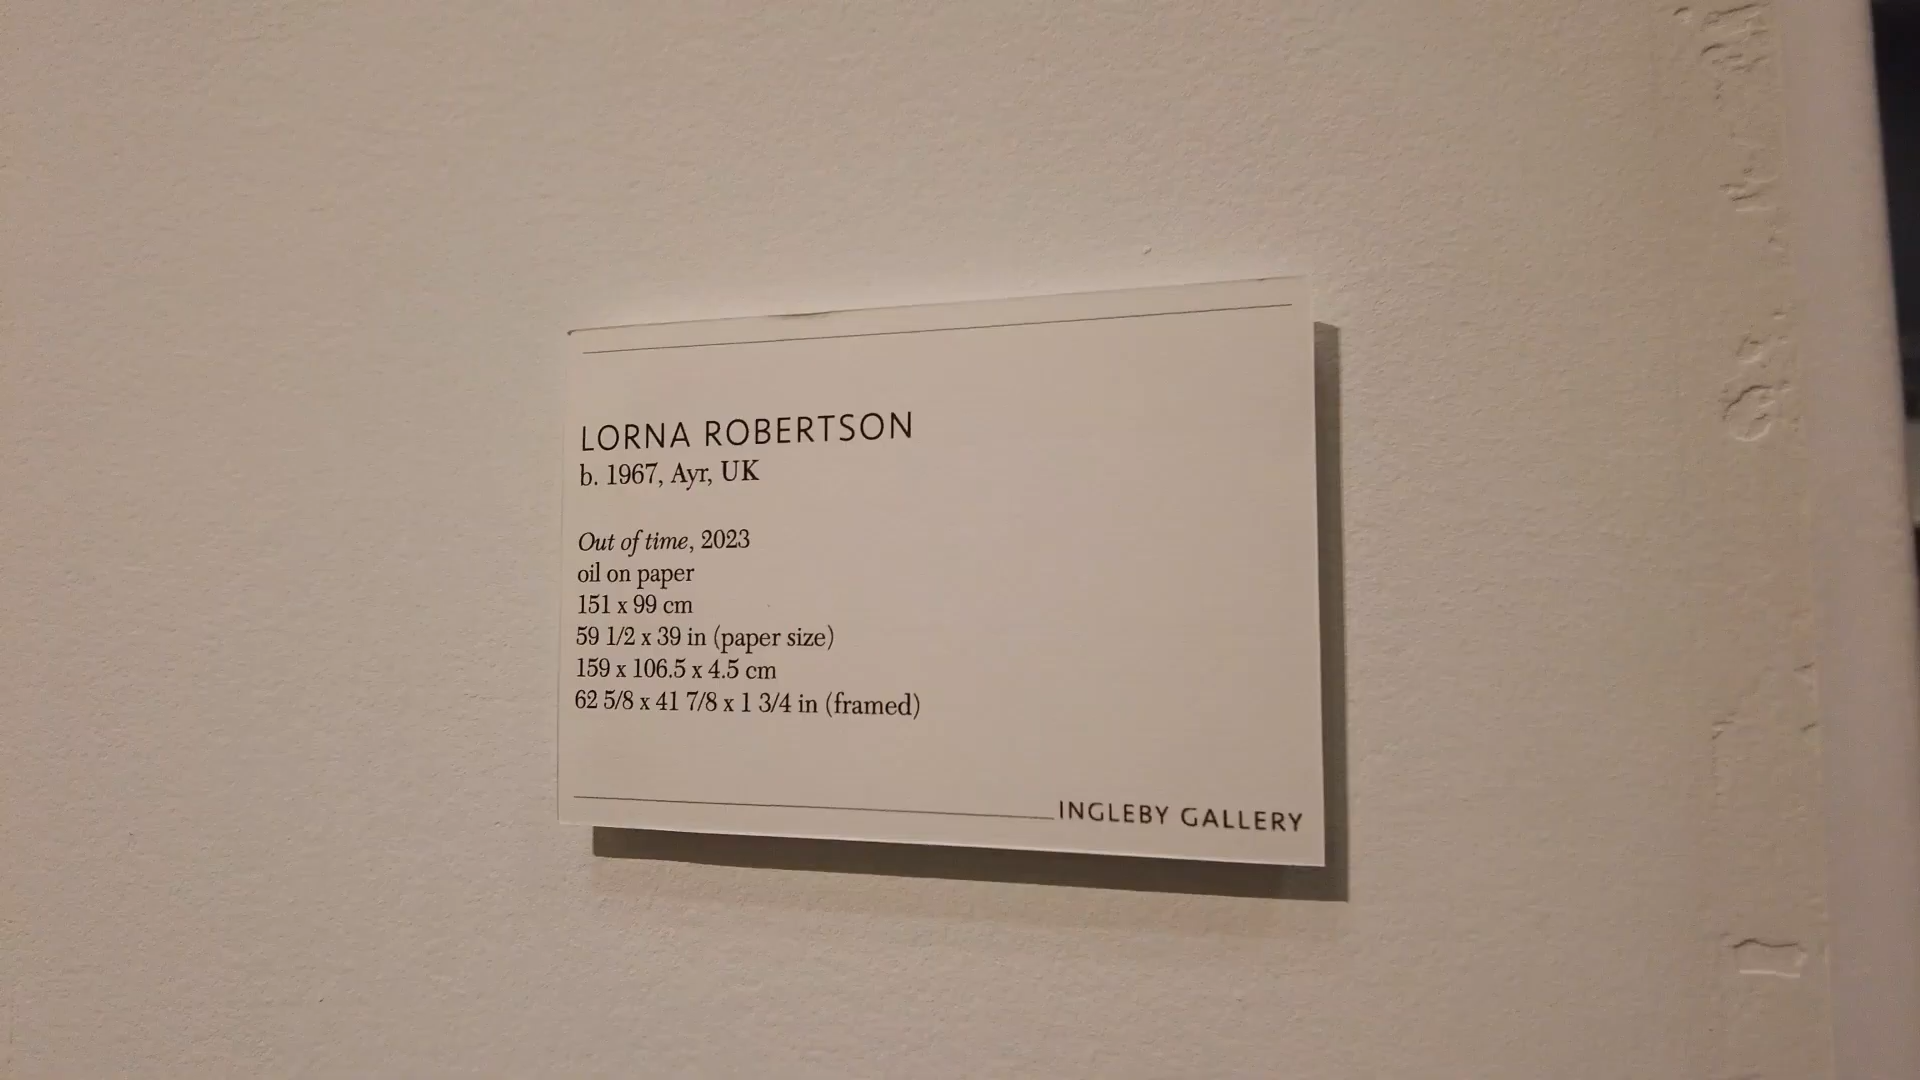 LORNA ROBERTSON
b. 1967, Ayr, UK
Out of time, 2023
oil on paper
151 x 99 cm
59 1/2 x 39 in (paper size)
159 x 106.5 x 4.5 cm
62 5/8 x 41 7/8 x 1 3/4 in (framed)
INGLEBY GALLERY